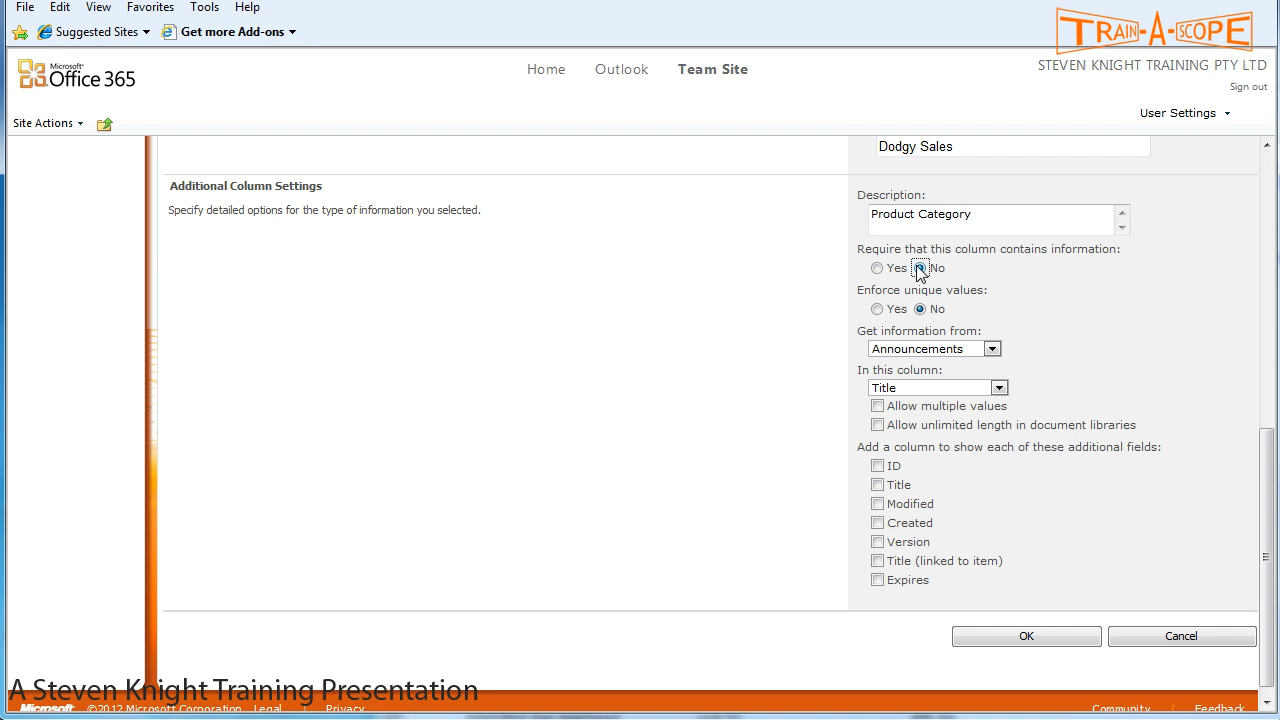 File Edit View Favorites Tools Help
Suggested Sites Get more Add-ons
TRAIN-A-SCOPE
Microsoft
Office 365
Home Outlook Team Site
STEVEN KNIGHT TRAINING PTY LTD
Sign out
User Settings
Site Actions
Dodgy Sales
Additional Column Settings
Specify detailed options for the type of information you selected.
Description:
Product Category
Require that this column contains information:
Yes No
Enforce unique values:
Yes No
Get information from:
Announcements
In this column:
Title
Allow multiple values
Allow unlimited length in document libraries
Add a column to show each of these additional fields:
ID
Title
Modified
Created
Version
Title (linked to item)
Expires
OK Cancel
A Steven Knight Training Presentation
Microsoft ©2012 Microsoft Corporation Legal Privacy Community Feedback